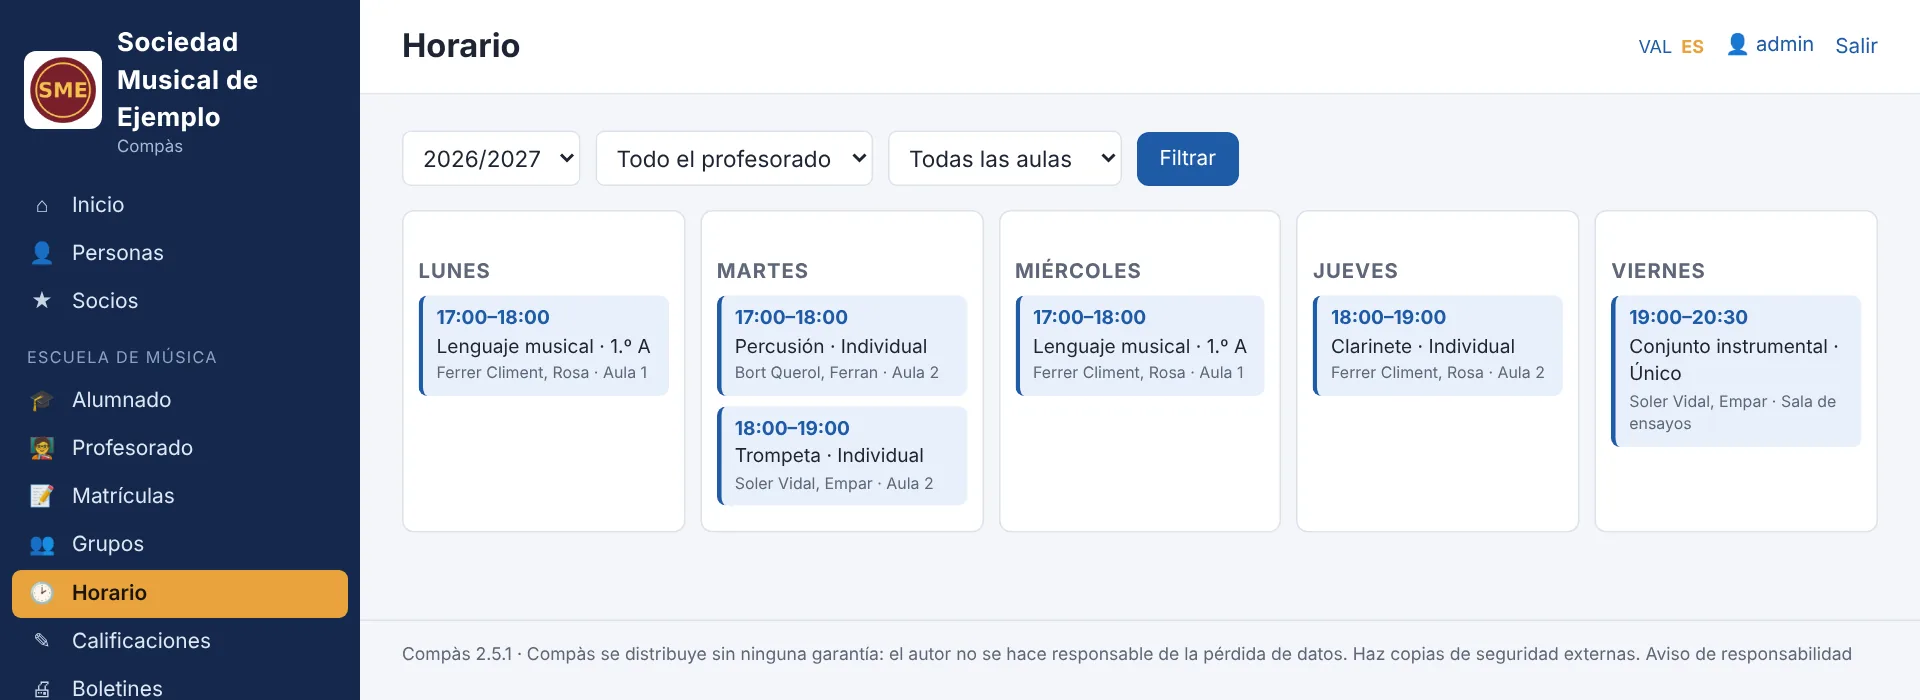 SME
Sociedad
Musical de
Ejemplo
Compàs
Inicio
Personas
Socios
ESCUELA DE MÚSICA
Alumnado
Profesorado
Matrículas
Grupos
Horario
Calificaciones
Boletines
Horario
VAL ES admin Salir
2026/2027 Todo el profesorado Todas las aulas Filtrar
LUNES
17:00–18:00
Lenguaje musical · 1.º A
Ferrer Climent, Rosa · Aula 1
MARTES
17:00–18:00
Percusión · Individual
Bort Querol, Ferran · Aula 2
18:00–19:00
Trompeta · Individual
Soler Vidal, Empar · Aula 2
MIÉRCOLES
17:00–18:00
Lenguaje musical · 1.º A
Ferrer Climent, Rosa · Aula 1
JUEVES
18:00–19:00
Clarinete · Individual
Ferrer Climent, Rosa · Aula 2
VIERNES
19:00–20:30
Conjunto instrumental ·
Único
Soler Vidal, Empar · Sala de
ensayos
Compàs 2.5.1 · Compàs se distribuye sin ninguna garantía: el autor no se hace responsable de la pérdida de datos. Haz copias de seguridad externas. Aviso de responsabilidad